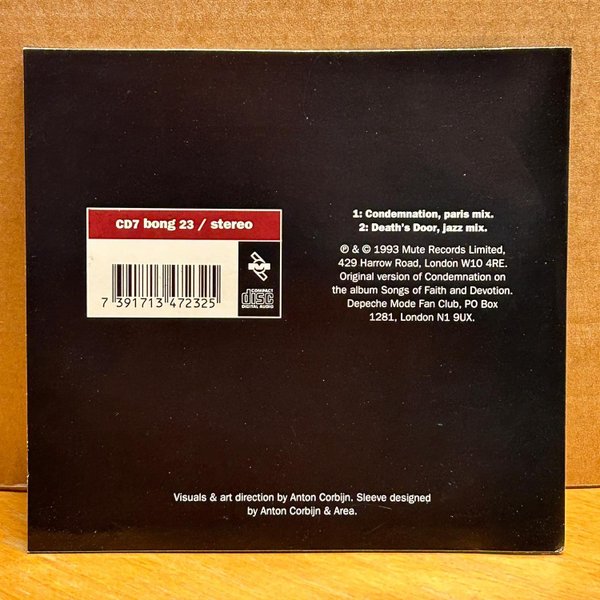 CD7 bong 23 / stereo
7 391713 472325
COMPACT
disc
DIGITAL AUDIO
1: Condemnation, paris mix.
2: Death's Door, jazz mix.
℗ & © 1993 Mute Records Limited,
429 Harrow Road, London W10 4RE.
Original version of Condemnation on
the album Songs of Faith and Devotion.
Depeche Mode Fan Club, PO Box
1281, London N1 9UX.
Visuals & art direction by Anton Corbijn. Sleeve designed
by Anton Corbijn & Area.